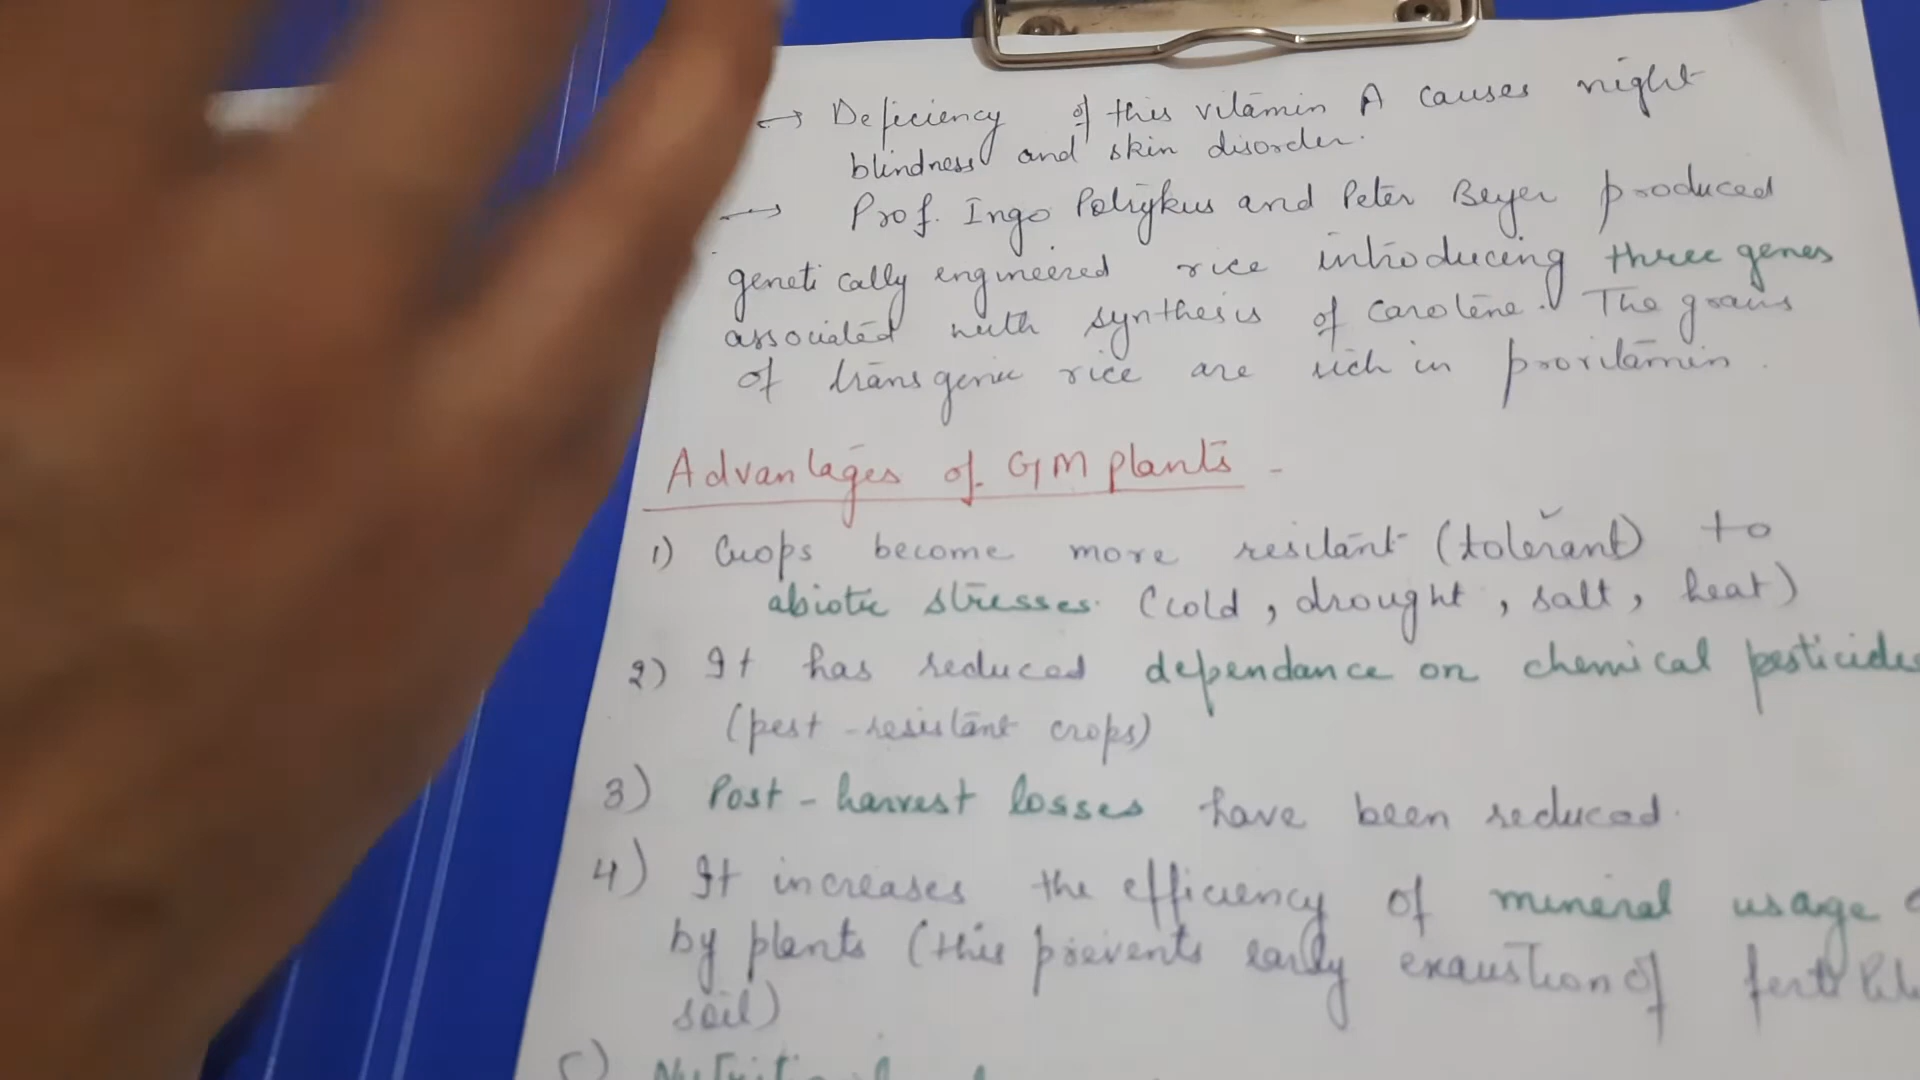 → Deficiency of this vitamin A causes night
blindness and skin disorder.
→ Prof. Ingo Potrykus and Peter Beyer produced
genetically engineered rice introducing three genes
associated with synthesis of carotene. The grains
of transgenic rice are rich in provitamin.
Advantages of GM plants -
1) Crops become more resitant (tolerant) to
abiotic stresses. (cold, drought, salt, heat)
2) It has reduced dependance on chemical pesticides
(pest-resistant crops)
3) Post-harvest losses have been reduced.
4) It increases the efficiency of mineral usage
by plants (this prevents early exaustion of
soil)
5)